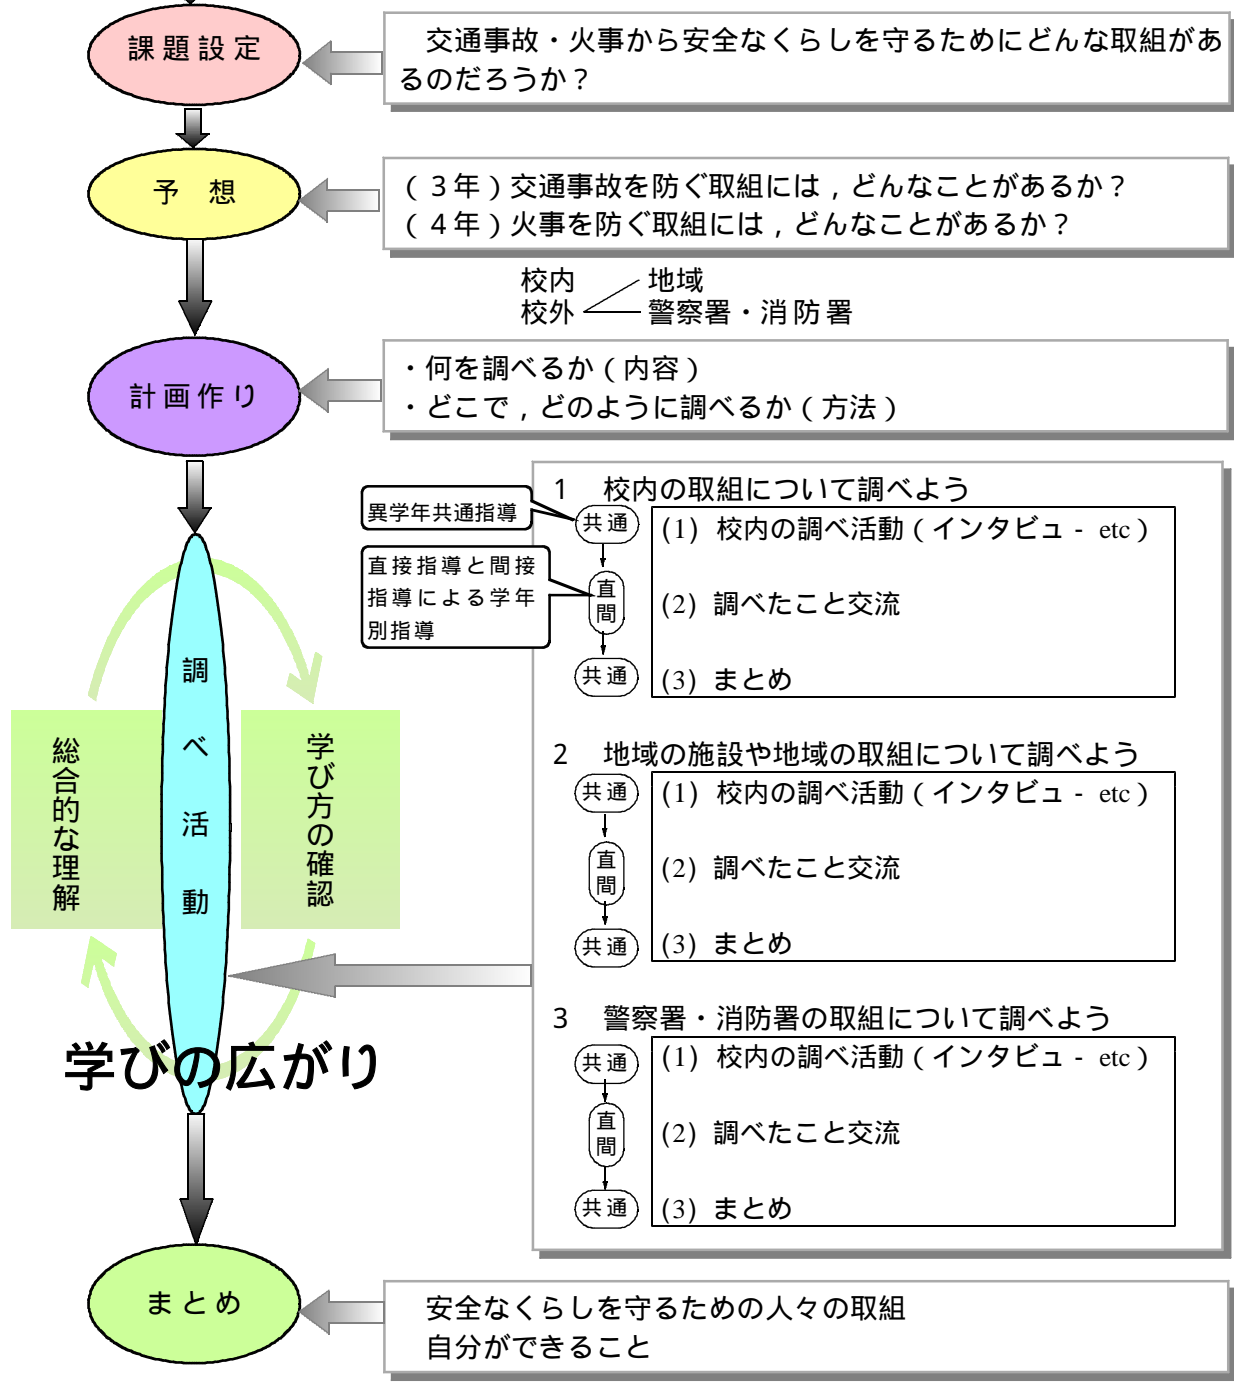 課題設定
交通事故・火事から安全なくらしを守るためにどんな取組があ
るのだろうか？
予　想
（３年）交通事故を防ぐ取組には，どんなことがあるか？
（４年）火事を防ぐ取組には，どんなことがあるか？
校内　地域
校外　警察署・消防署
計画作り
・何を調べるか（内容）
・どこで，どのように調べるか（方法）
１　校内の取組について調べよう
異学年共通指導
共通
(1) 校内の調べ活動（インタビュ‐ etc）
直接指導と間接
指導による学年
別指導
直間
(2) 調べたこと交流
共通
(3) まとめ
調べ活動
総合的な理解
学び方の確認
２　地域の施設や地域の取組について調べよう
共通
(1) 校内の調べ活動（インタビュ‐ etc）
直間
(2) 調べたこと交流
共通
(3) まとめ
３　警察署・消防署の取組について調べよう
共通
(1) 校内の調べ活動（インタビュ‐ etc）
直間
(2) 調べたこと交流
共通
(3) まとめ
学びの広がり
まとめ
安全なくらしを守るための人々の取組
自分ができること